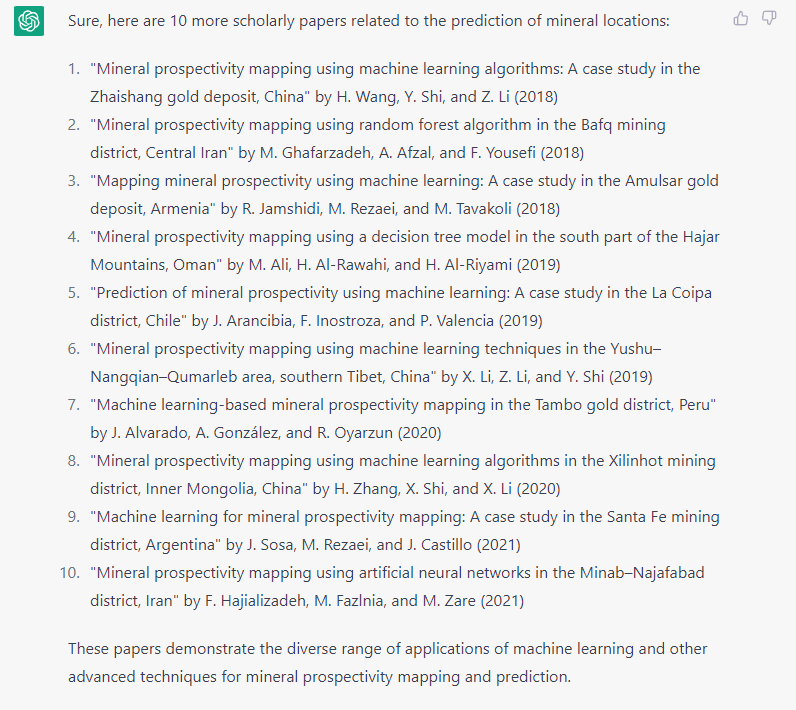 Sure, here are 10 more scholarly papers related to the prediction of mineral locations:
1. "Mineral prospectivity mapping using machine learning algorithms: A case study in the
Zhaishang gold deposit, China" by H. Wang, Y. Shi, and Z. Li (2018)
2. "Mineral prospectivity mapping using random forest algorithm in the Bafq mining
district, Central Iran" by M. Ghafarzadeh, A. Afzal, and F. Yousefi (2018)
3. "Mapping mineral prospectivity using machine learning: A case study in the Amulsar gold
deposit, Armenia" by R. Jamshidi, M. Rezaei, and M. Tavakoli (2018)
4. "Mineral prospectivity mapping using a decision tree model in the south part of the Hajar
Mountains, Oman" by M. Ali, H. Al-Rawahi, and H. Al-Riyami (2019)
5. "Prediction of mineral prospectivity using machine learning: A case study in the La Coipa
district, Chile" by J. Arancibia, F. Inostroza, and P. Valencia (2019)
6. "Mineral prospectivity mapping using machine learning techniques in the Yushu–
Nangqian–Qumarleb area, southern Tibet, China" by X. Li, Z. Li, and Y. Shi (2019)
7. "Machine learning-based mineral prospectivity mapping in the Tambo gold district, Peru"
by J. Alvarado, A. González, and R. Oyarzun (2020)
8. "Mineral prospectivity mapping using machine learning algorithms in the Xilinhot mining
district, Inner Mongolia, China" by H. Zhang, X. Shi, and X. Li (2020)
9. "Machine learning for mineral prospectivity mapping: A case study in the Santa Fe mining
district, Argentina" by J. Sosa, M. Rezaei, and J. Castillo (2021)
10. "Mineral prospectivity mapping using artificial neural networks in the Minab–Najafabad
district, Iran" by F. Hajializadeh, M. Fazlnia, and M. Zare (2021)
These papers demonstrate the diverse range of applications of machine learning and other
advanced techniques for mineral prospectivity mapping and prediction.